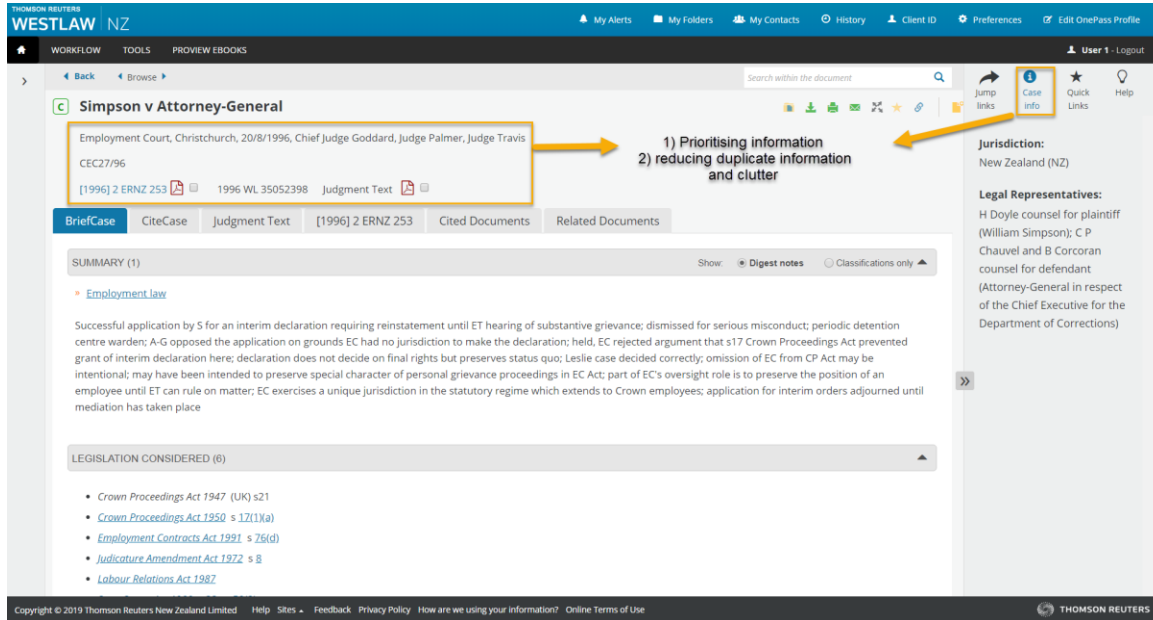 THOMSON REUTERS
WESTLAW NZ
My Alerts My Folders My Contacts History Client ID Preferences Edit OnePass Profile
WORKFLOW TOOLS PROVIEW EBOOKS User 1 - Logout
Back Browse Search within the document
Jump links
Case info
Quick Links
Help
C Simpson v Attorney-General
Employment Court, Christchurch, 20/8/1996, Chief Judge Goddard, Judge Palmer, Judge Travis
CEC27/96
[1996] 2 ERNZ 253 1996 WL 35052398 Judgment Text
1) Prioritising information
2) reducing duplicate information
and clutter
Jurisdiction:
New Zealand (NZ)
Legal Representatives:
H Doyle counsel for plaintiff
(William Simpson); C P
Chauvel and B Corcoran
counsel for defendant
(Attorney-General in respect
of the Chief Executive for the
Department of Corrections)
BriefCase CiteCase Judgment Text [1996] 2 ERNZ 253 Cited Documents Related Documents
SUMMARY (1) Show: Digest notes Classifications only
» Employment law
Successful application by S for an interim declaration requiring reinstatement until ET hearing of substantive grievance; dismissed for serious misconduct; periodic detention
centre warden; A-G opposed the application on grounds EC had no jurisdiction to make the declaration; held, EC rejected argument that s17 Crown Proceedings Act prevented
grant of interim declaration here; declaration does not decide on final rights but preserves status quo; Leslie case decided correctly; omission of EC from CP Act may be
intentional; may have been intended to preserve special character of personal grievance proceedings in EC Act; part of EC's oversight role is to preserve the position of an
employee until ET can rule on matter; EC exercises a unique jurisdiction in the statutory regime which extends to Crown employees; application for interim orders adjourned until
mediation has taken place
LEGISLATION CONSIDERED (6)
• Crown Proceedings Act 1947 (UK) s21
• Crown Proceedings Act 1950 s 17(1)(a)
• Employment Contracts Act 1991 s 76(d)
• Judicature Amendment Act 1972 s 8
• Labour Relations Act 1987
Copyright © 2019 Thomson Reuters New Zealand Limited Help Sites Feedback Privacy Policy How are we using your information? Online Terms of Use THOMSON REUTERS